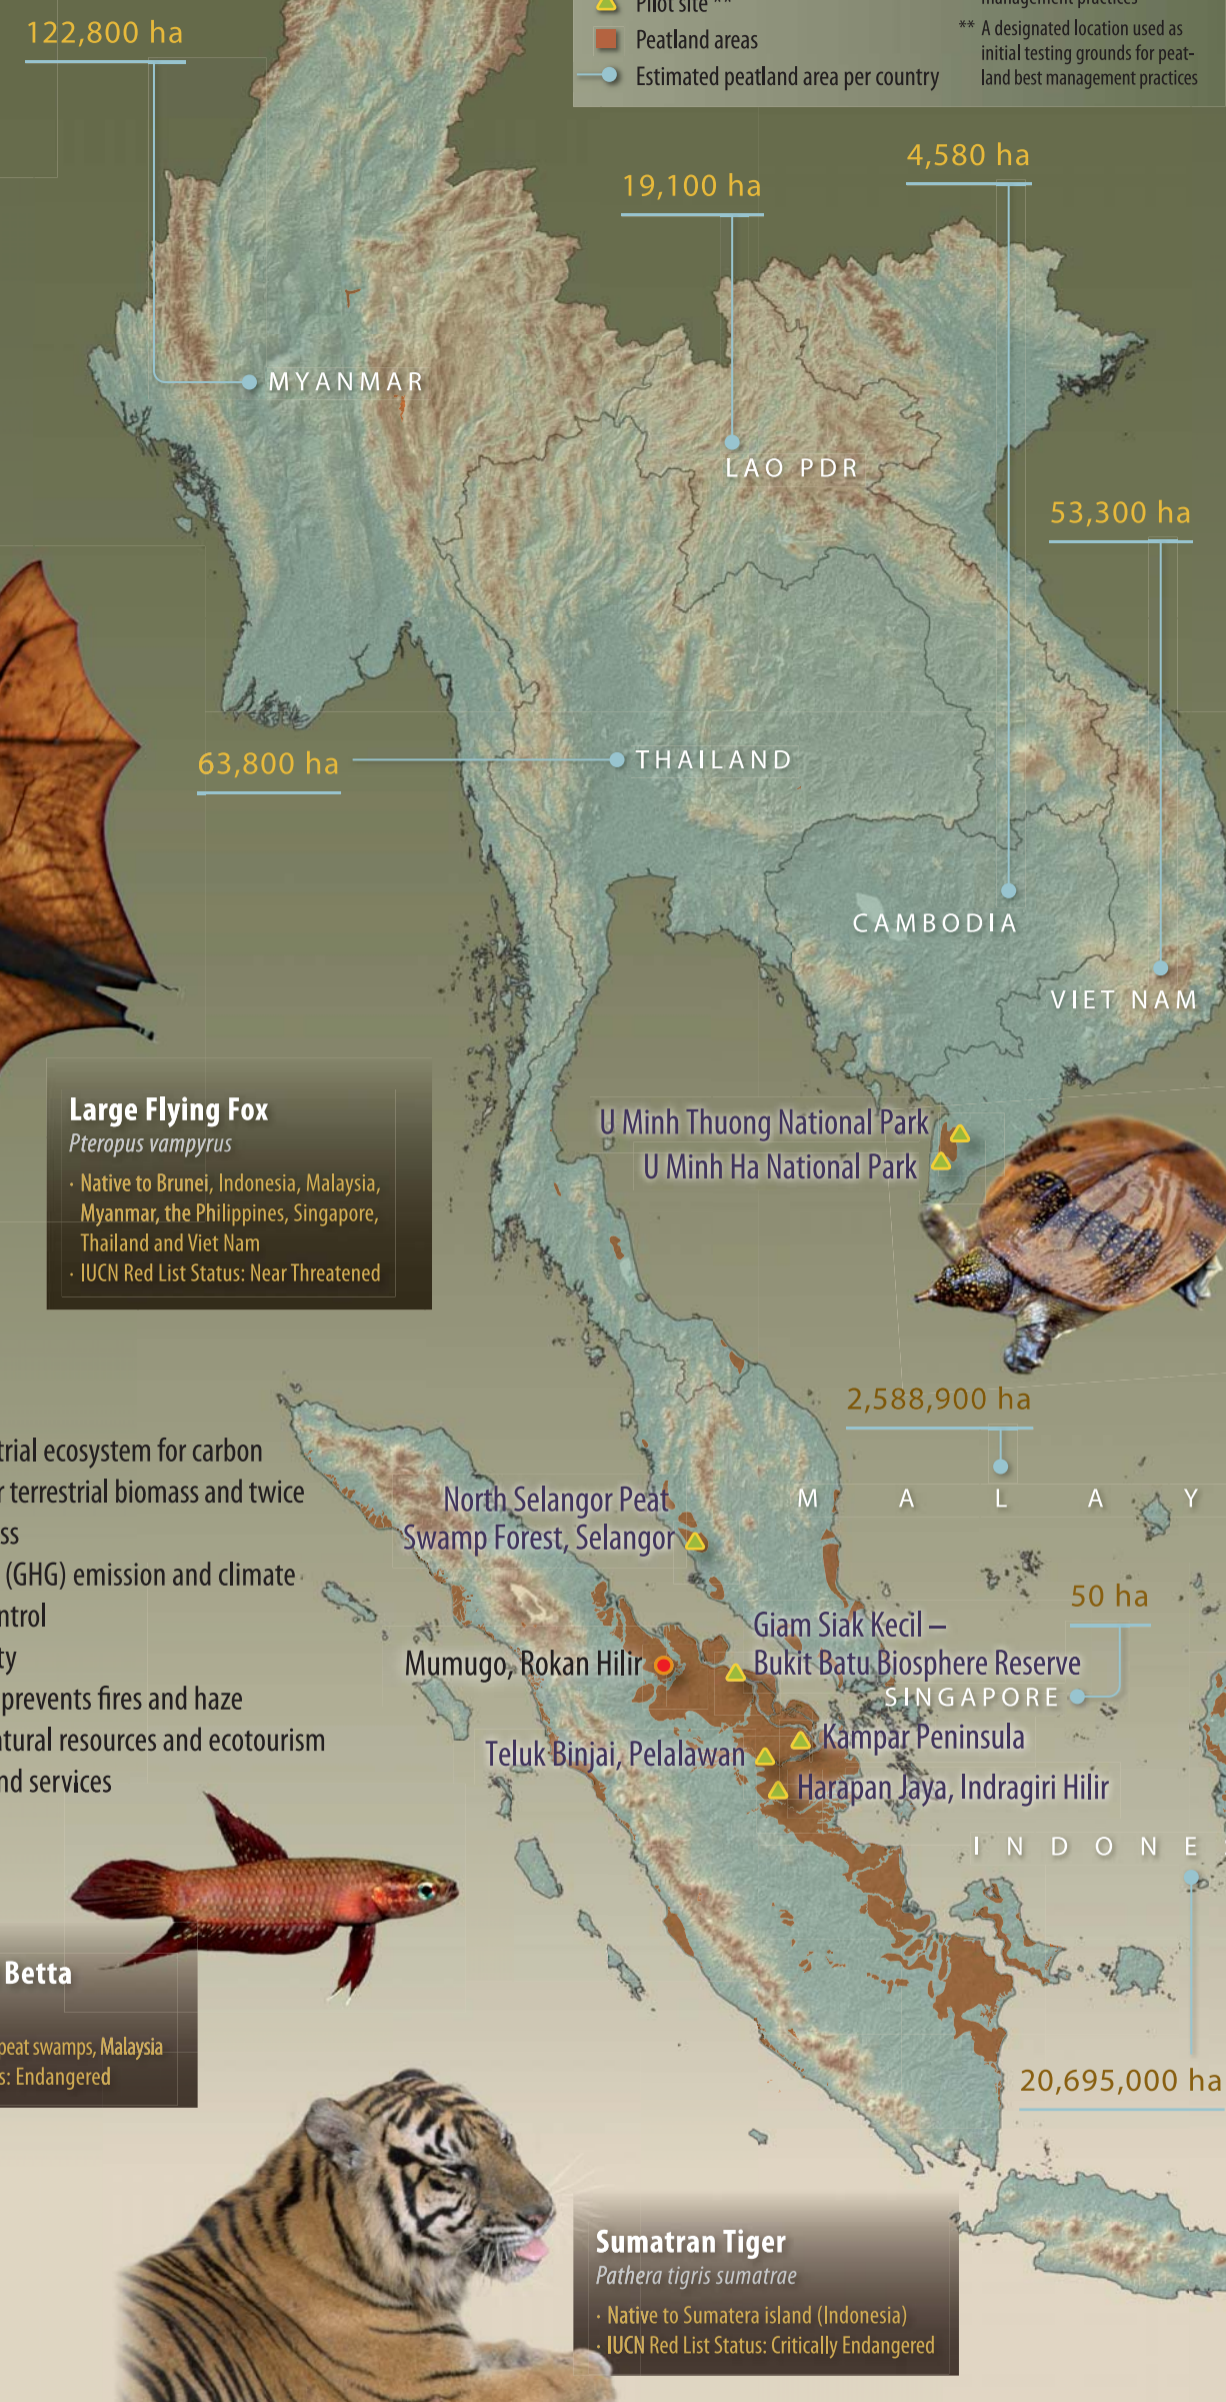 122,800 ha
Pilot site **
management practices
Peatland areas
** A designated location used as
initial testing grounds for peat-
land best management practices
Estimated peatland area per country
4,580 ha
19,100 ha
MYANMAR
LAO PDR
53,300 ha
63,800 ha
THAILAND
CAMBODIA
VIET NAM
Large Flying Fox
Pteropus vampyrus
· Native to Brunei, Indonesia, Malaysia,
Myanmar, the Philippines, Singapore,
Thailand and Viet Nam
· IUCN Red List Status: Near Threatened
U Minh Thuong National Park
U Minh Ha National Park
2,588,900 ha
trial ecosystem for carbon
r terrestrial biomass and twice
ss
(GHG) emission and climate
ntrol
ty
prevents fires and haze
atural resources and ecotourism
nd services
North Selangor Peat
Swamp Forest, Selangor
M A L A Y
50 ha
Giam Siak Kecil –
Bukit Batu Biosphere Reserve
Mumugo, Rokan Hilir
SINGAPORE
Kampar Peninsula
Teluk Binjai, Pelalawan
Harapan Jaya, Indragiri Hilir
I N D O N E
Betta
peat swamps, Malaysia
s: Endangered
20,695,000 ha
Sumatran Tiger
Pathera tigris sumatrae
· Native to Sumatera island (Indonesia)
· IUCN Red List Status: Critically Endangered